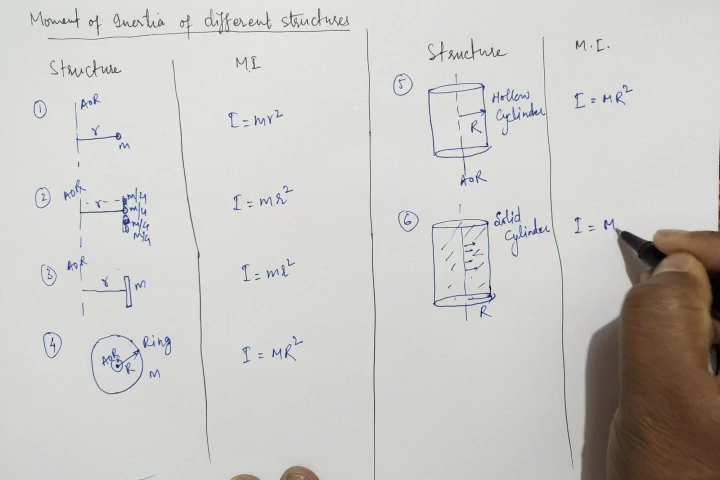 Moment of Inertia of different structures
Structure M.I
① AOR r m I = mr²
② AOR r m/4 m/4 m/4 m/4 I = mr²
③ AOR r m I = mr²
④ AOR R Ring M I = MR²
Structure M.I.
⑤ Hollow Cylinder R AOR I = MR²
⑥ Solid Cylinder R I = M